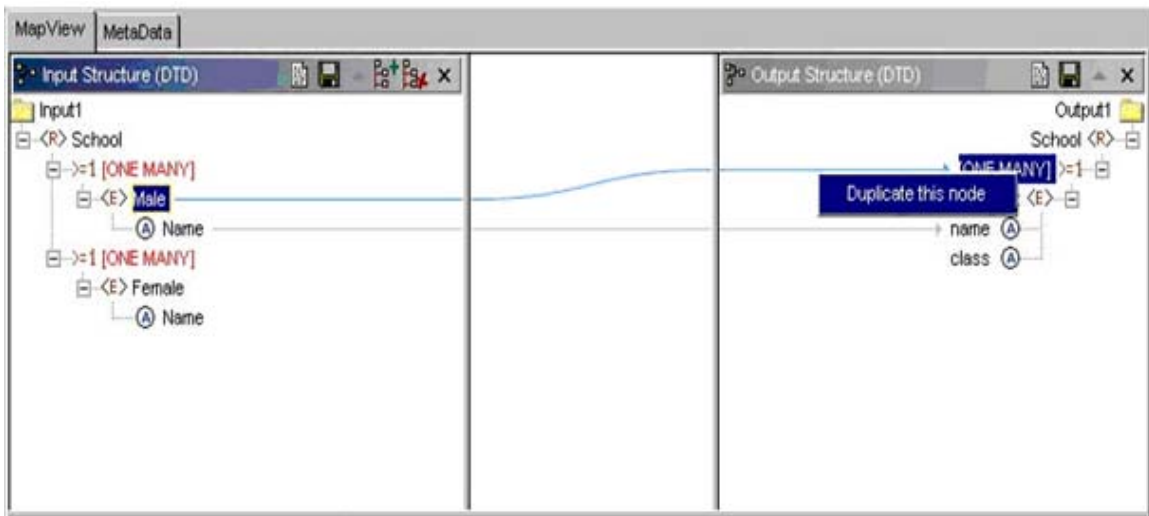 MapView MetaData
Input Structure (DTD)
Input1
<R> School
>=1 [ONE MANY]
<E> Male
A Name
>=1 [ONE MANY]
<E> Female
A Name
Output Structure (DTD)
Output1
School <R>
[ONE MANY] >=1
Duplicate this node
<E>
name A
class A